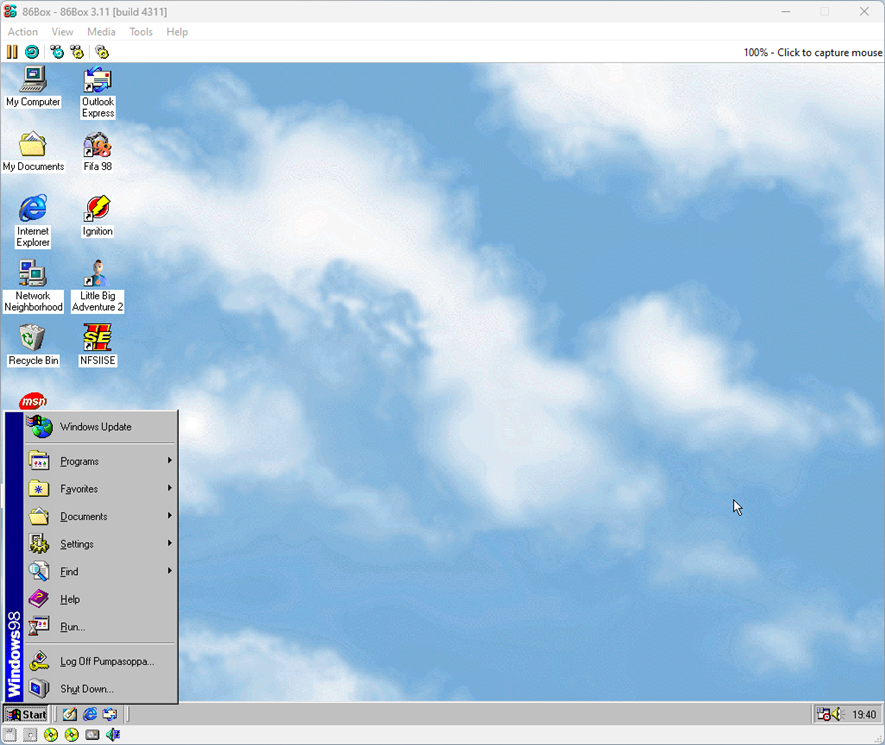 86Box - 86Box 3.11 [build 4311]
Action View Media Tools Help
100% - Click to capture mouse
My Computer
Outlook
Express
My Documents
Fifa 98
Internet
Explorer
Ignition
Network
Neighborhood
Little Big
Adventure 2
Recycle Bin
NFSIISE
msn
Windows Update
Programs
Favorites
Documents
Settings
Find
Help
Run...
Log Off Pumpasoppa...
Shut Down...
Windows98
Start
19:40